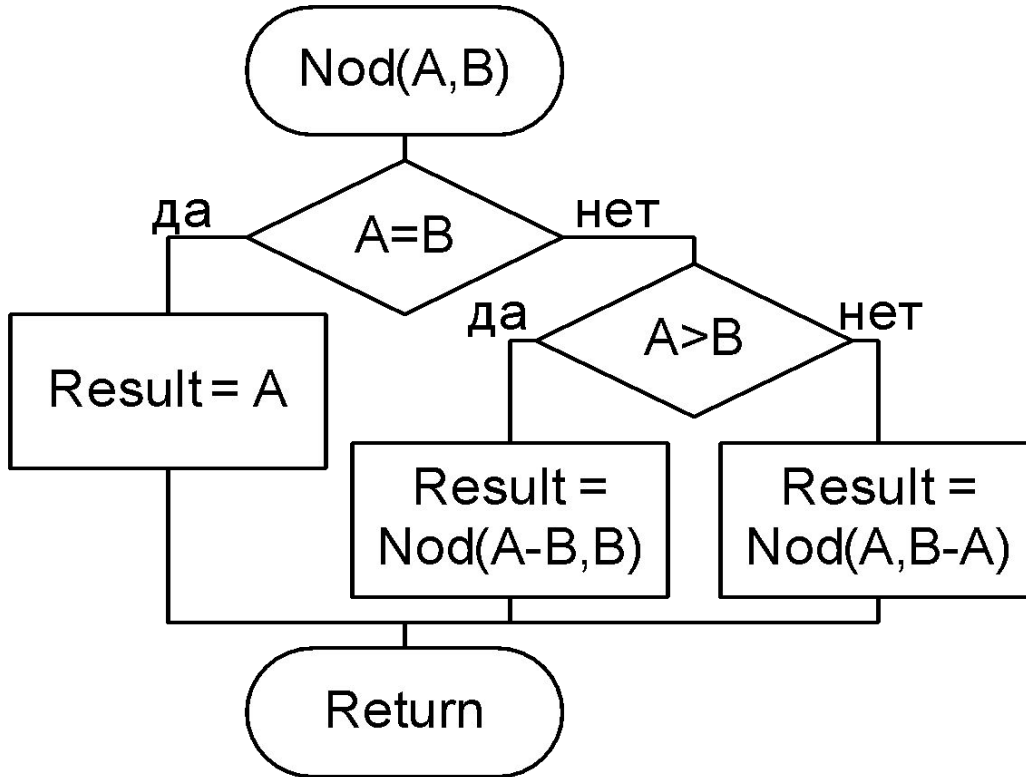 Nod(A,B)
да
A=B
нет
Result = A
да
A>B
нет
Result =
Nod(A-B,B)
Result =
Nod(A,B-A)
Return